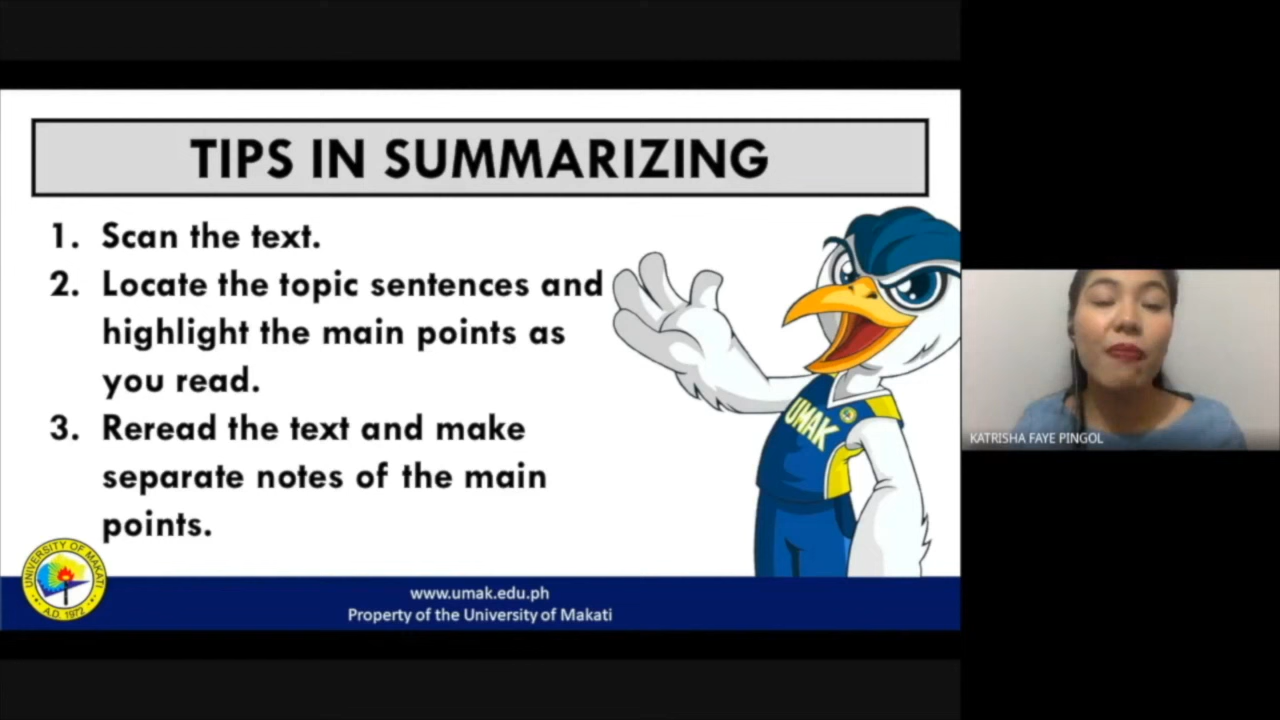 TIPS IN SUMMARIZING
1. Scan the text.
2. Locate the topic sentences and
highlight the main points as
you read.
3. Reread the text and make
separate notes of the main
points.
UMAK
UNIVERSITY OF MAKATI
A.D. 1972
www.umak.edu.ph
Property of the University of Makati
KATRISHA FAYE PINGOL